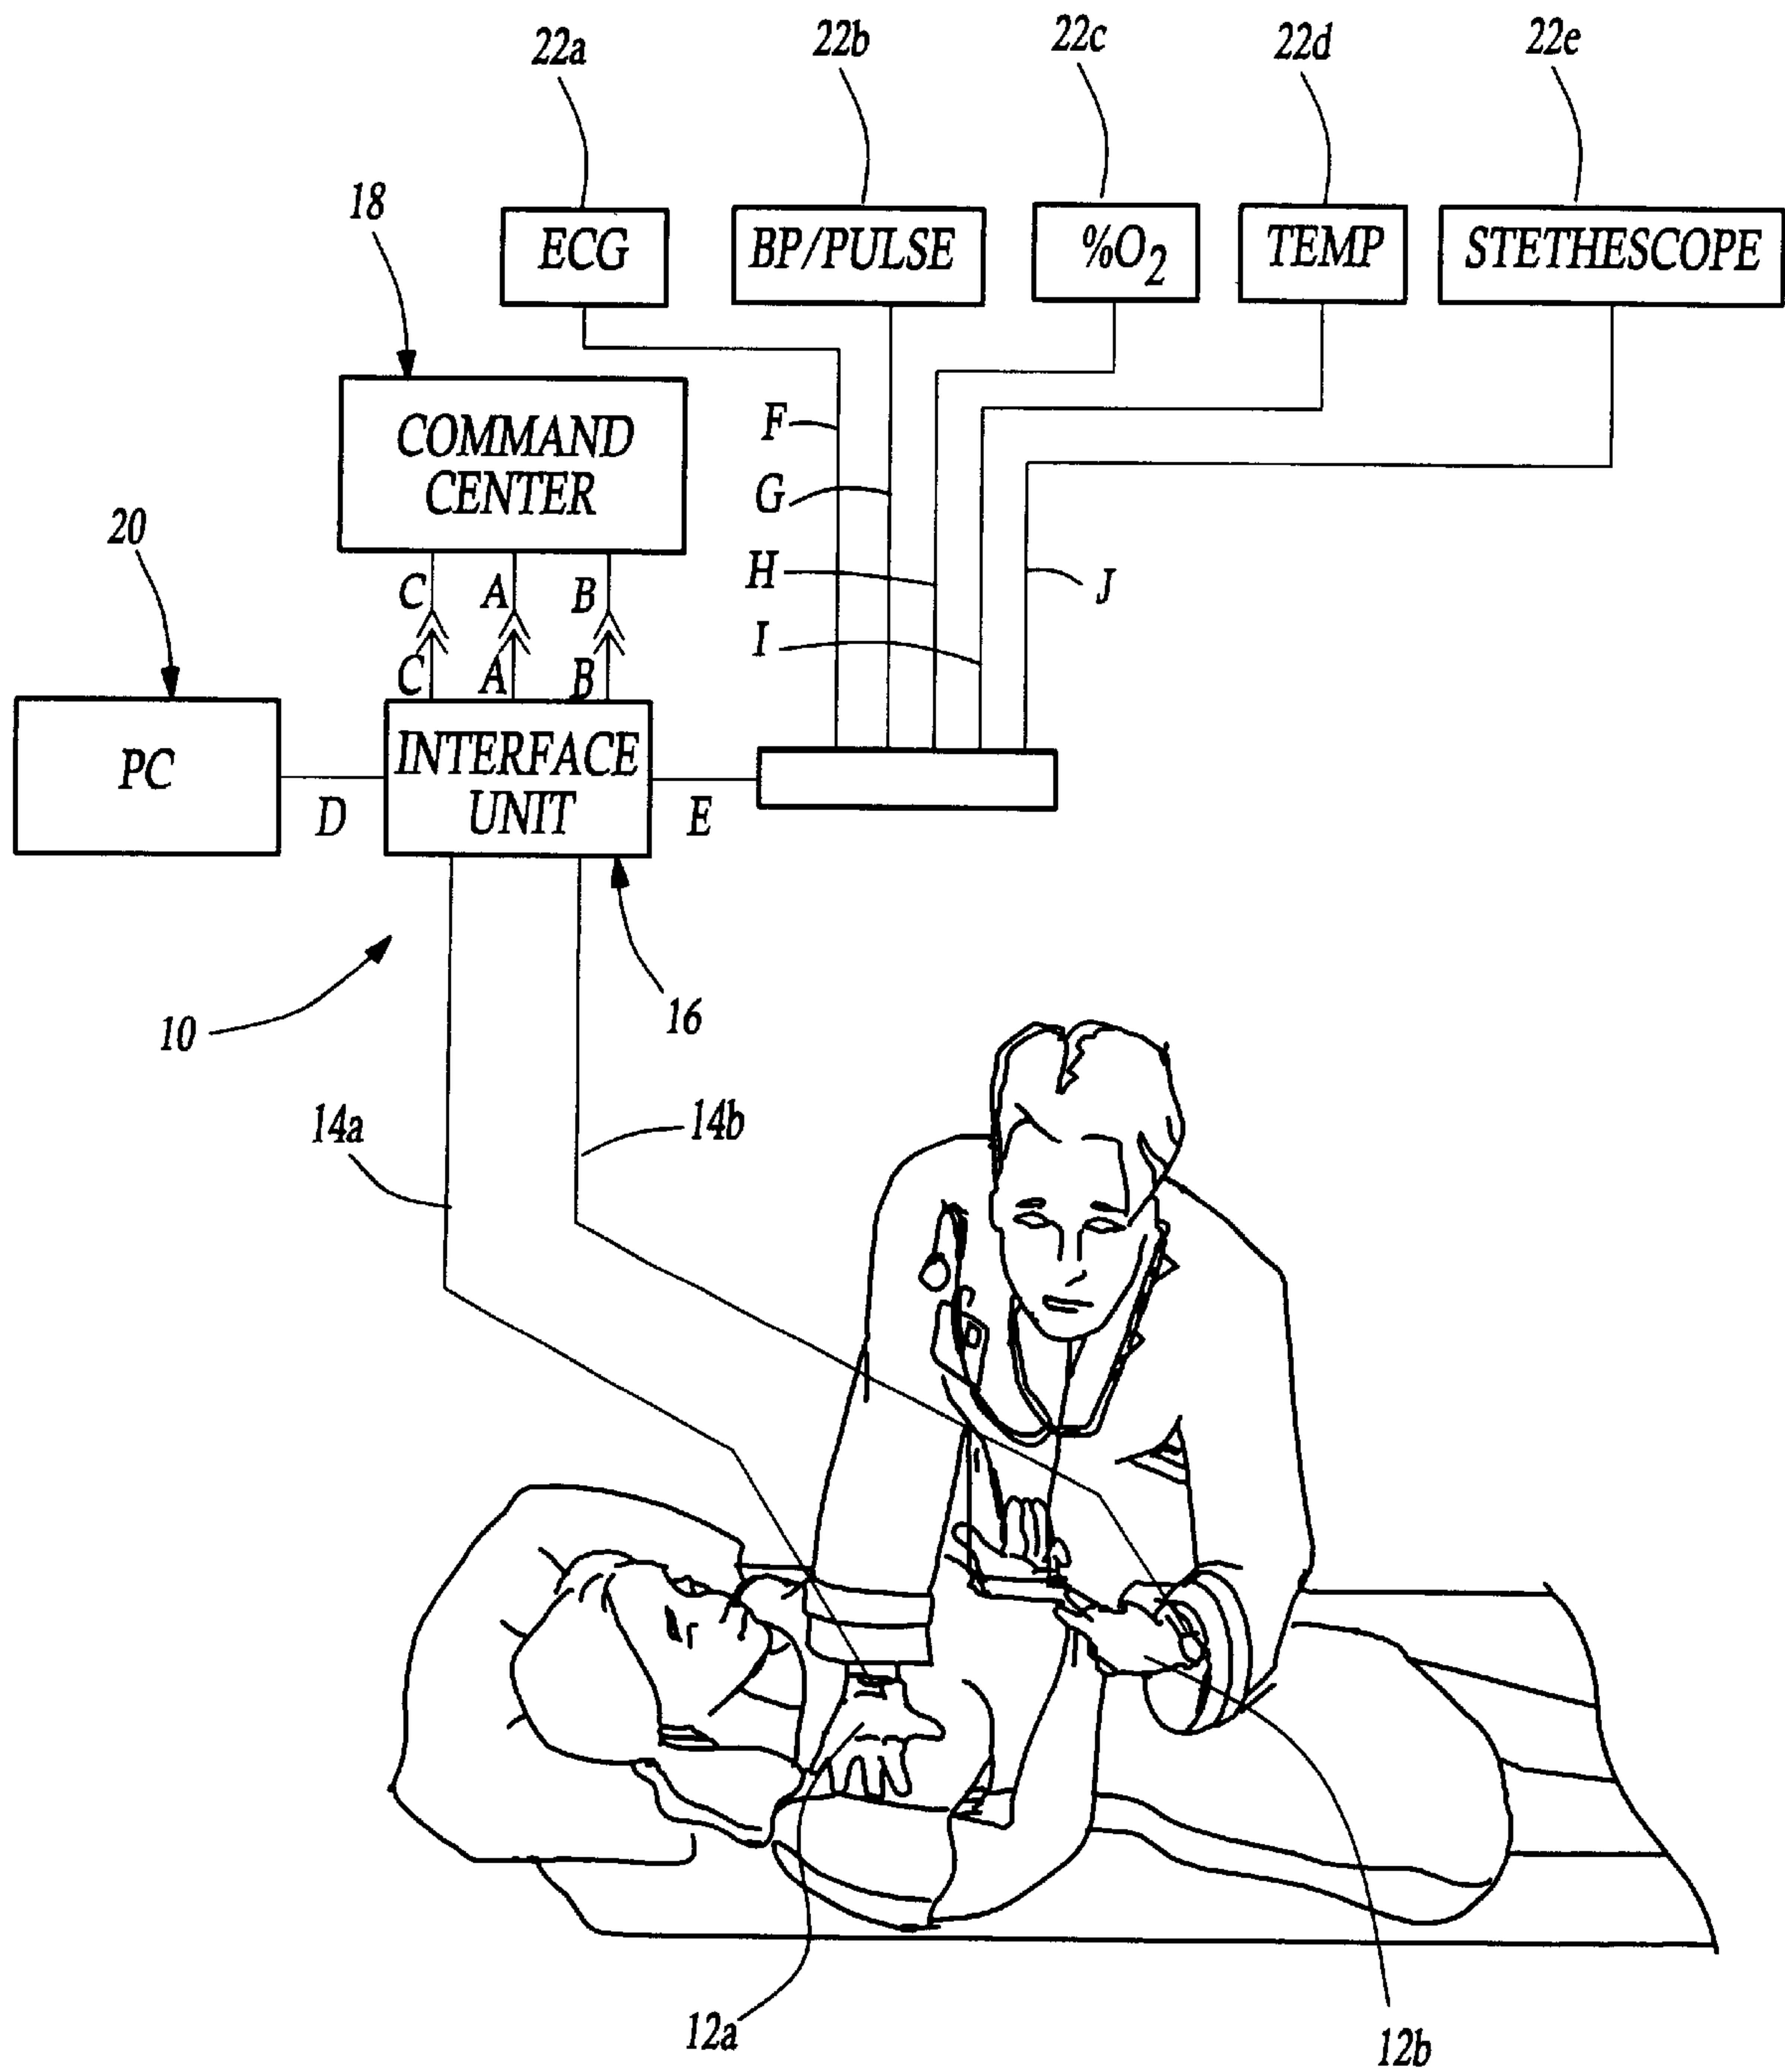 22a
22b
22c
22d
22e
18
ECG
BP/PULSE
%O2
TEMP
STETHESCOPE
COMMAND
CENTER
F
G
H
I
J
20
C A B
C A B
PC
INTERFACE
UNIT
D
E
10
16
14a
14b
12a
12b